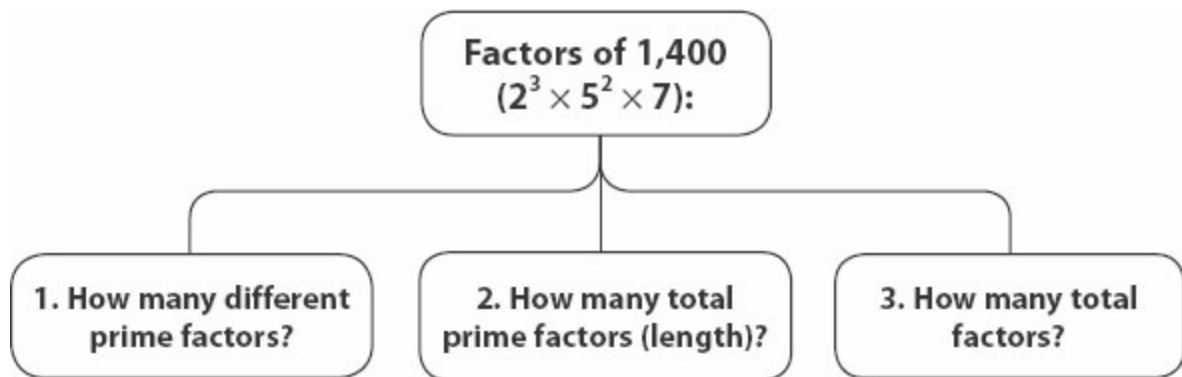 Factors of 1,400
(2³ × 5² × 7):
1. How many different
prime factors?
2. How many total
prime factors (length)?
3. How many total
factors?